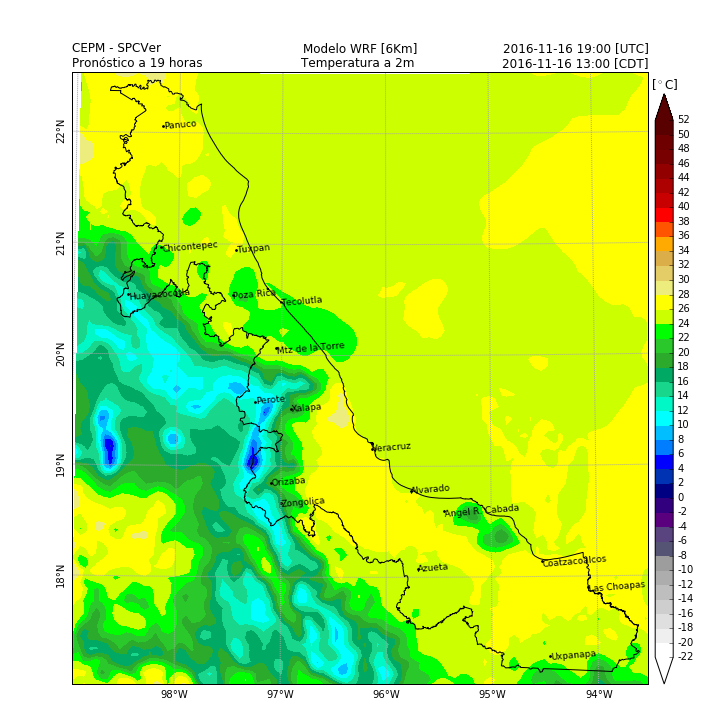 CEPM - SPCVer Modelo WRF [6Km] 2016-11-16 19:00 [UTC]
Pronóstico a 19 horas Temperatura a 2m 2016-11-16 13:00 [CDT]
[°C]
52
50
48
46
44
42
40
38
36
34
32
30
28
26
24
22
20
18
16
14
12
10
8
6
4
2
0
-2
-4
-6
-8
-10
-12
-14
-16
-18
-20
-22
22°N
21°N
20°N
19°N
18°N
Panuco
Chicontepec
Tuxpan
Huayacocotla
Poza Rica
Tecolutla
Mtz de la Torre
Perote
Xalapa
Veracruz
Orizaba
Alvarado
Zongolica
Angel R. Cabada
Azueta
Coatzacoalcos
Las Choapas
Uxpanapa
98°W 97°W 96°W 95°W 94°W